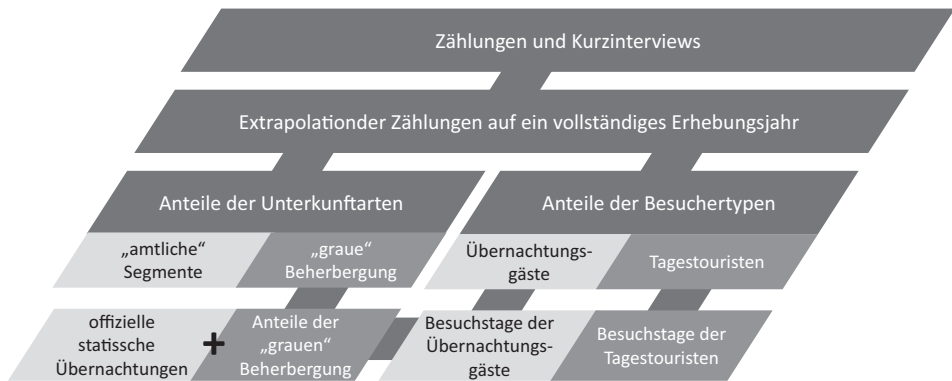 Zählungen und Kurzinterviews
Extrapolationder Zählungen auf ein vollständiges Erhebungsjahr
Anteile der Unterkunftarten
„amtliche“
Segmente
„graue“
Beherbergung
Anteile der Besuchertypen
Übernachtungs-
gäste
Tagestouristen
offizielle
statissche
Übernachtungen
+
Anteile der
„grauen“
Beherbergung
Besuchstage der
Übernachtungs-
gäste
Besuchstage der
Tagestouristen